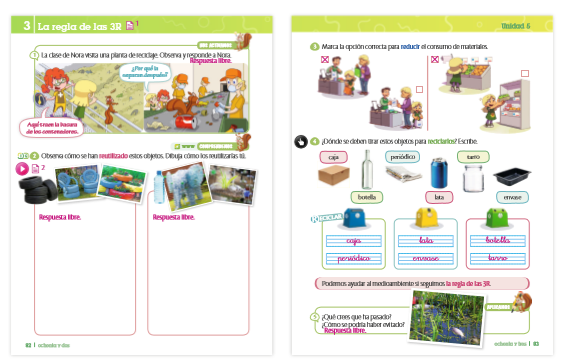 3 La regla de las 3R 1
1 La clase de Nora visita una planta de reciclaje. Observa y responde a Nora.
Respuesta libre.
¿Por qué la
separan después?
Aquí traen la basura
de los contenedores.
2 Observa cómo se han reutilizado estos objetos. Dibuja cómo los reutilizarías tú.
2
Respuesta libre.
Respuesta libre.
82 | ochenta y dos
Unidad 6
3 Marca la opción correcta para reducir el consumo de materiales.
4 ¿Dónde se deben tirar estos objetos para reciclarlos? Escribe.
caja
periódico
tarro
botella
lata
envase
RECICLAR
caja
lata
botella
periódico
envase
tarro
Podemos ayudar al medioambiente si seguimos la regla de las 3R.
5 ¿Qué crees que ha pasado?
¿Cómo se podría haber evitado?
Respuesta libre.
ochenta y tres | 83